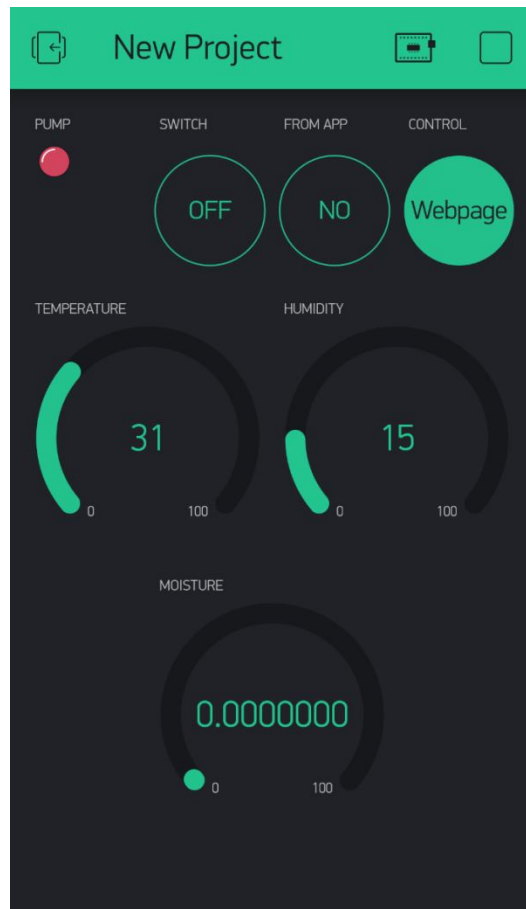 New Project
PUMP SWITCH FROM APP CONTROL
OFF NO Webpage
TEMPERATURE HUMIDITY
31 15
0 100 0 100
MOISTURE
0.0000000
0 100